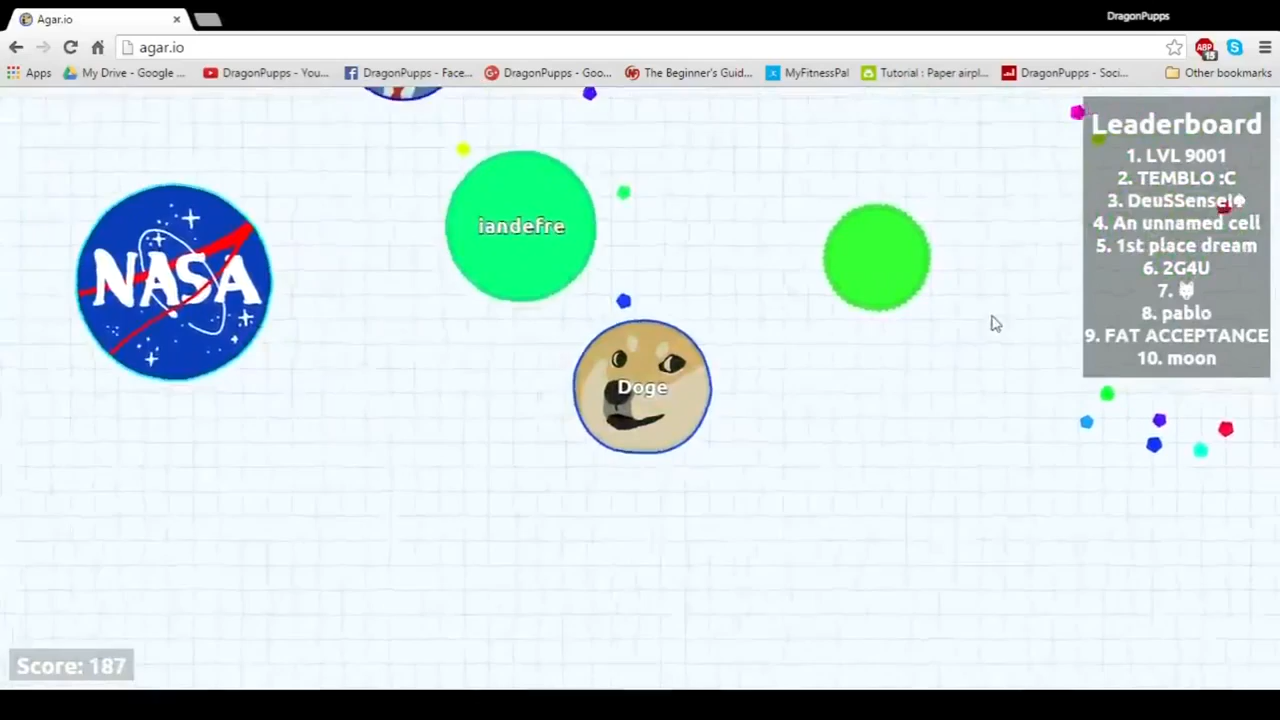 DragonPupps
Agar.io
agar.io
ABP
15
Apps
My Drive - Google ...
DragonPupps - You...
DragonPupps - Face...
DragonPupps - Goo...
The Beginner's Guid...
MyFitnessPal
Tutorial : Paper airpl...
DragonPupps - Soci...
Other bookmarks
Leaderboard
1. LVL 9001
2. TEMBLO :C
3. DeuSSensei♠
4. An unnamed cell
5. 1st place dream
6. 2G4U
7.
8. pablo
9. FAT ACCEPTANCE
10. moon
iandefre
NASA
Doge
Score: 187